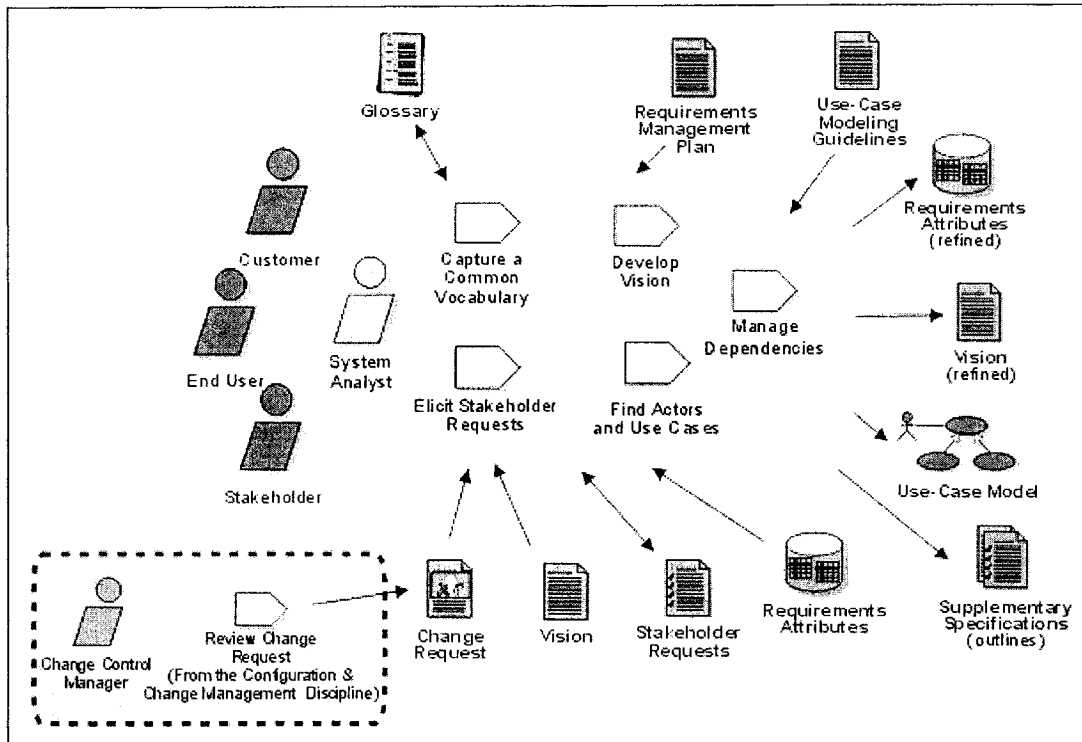 Glossary
Requirements
Management
Plan
Use-Case
Modeling
Guidelines
Requirements
Attributes
(refined)
Customer
Capture a
Common
Vocabulary
Develop
Vision
Manage
Dependencies
End User
System
Analyst
Vision
(refined)
Elicit Stakeholder
Requests
Find Actors
and Use Cases
Stakeholder
Use-Case Model
Change Control
Manager
Review Change
Request
(From the Configuration &
Change Management Discipline)
Change
Request
Vision
Stakeholder
Requests
Requirements
Attributes
Supplementary
Specifications
(outlines)